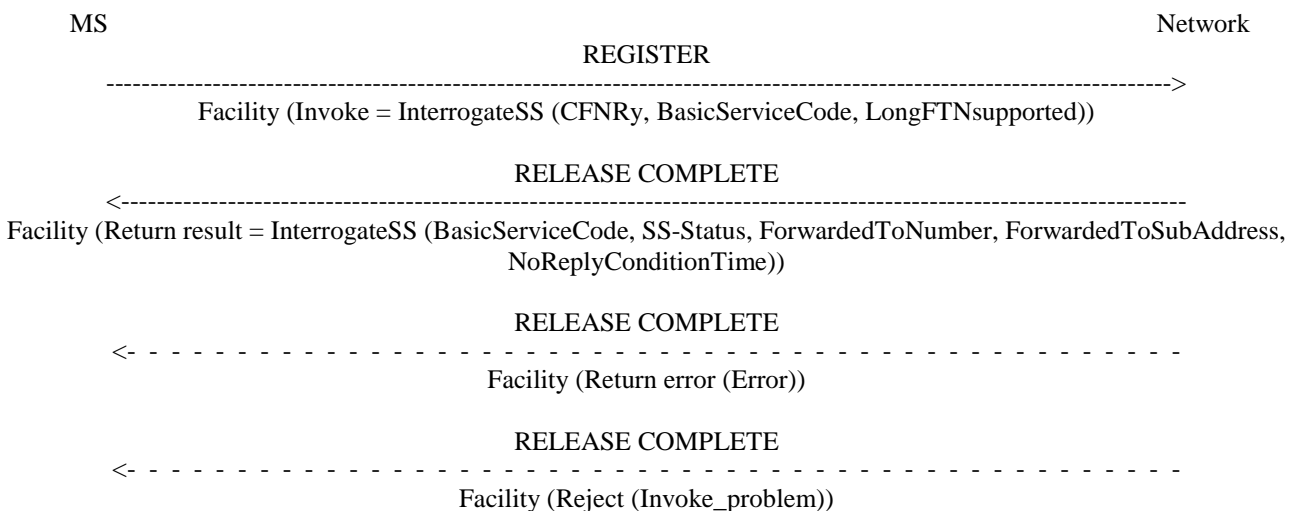 MS Network
REGISTER
------------------------------------------------------------------------------------------------------------------------>
Facility (Invoke = InterrogateSS (CFNRy, BasicServiceCode, LongFTNsupported))
RELEASE COMPLETE
<------------------------------------------------------------------------------------------------------------------------
Facility (Return result = InterrogateSS (BasicServiceCode, SS-Status, ForwardedToNumber, ForwardedToSubAddress,
NoReplyConditionTime))
RELEASE COMPLETE
<- - - - - - - - - - - - - - - - - - - - - - - - - - - - - - - - - - - - - - - - - - - - - - - - -
Facility (Return error (Error))
RELEASE COMPLETE
<- - - - - - - - - - - - - - - - - - - - - - - - - - - - - - - - - - - - - - - - - - - - - - - - -
Facility (Reject (Invoke_problem))